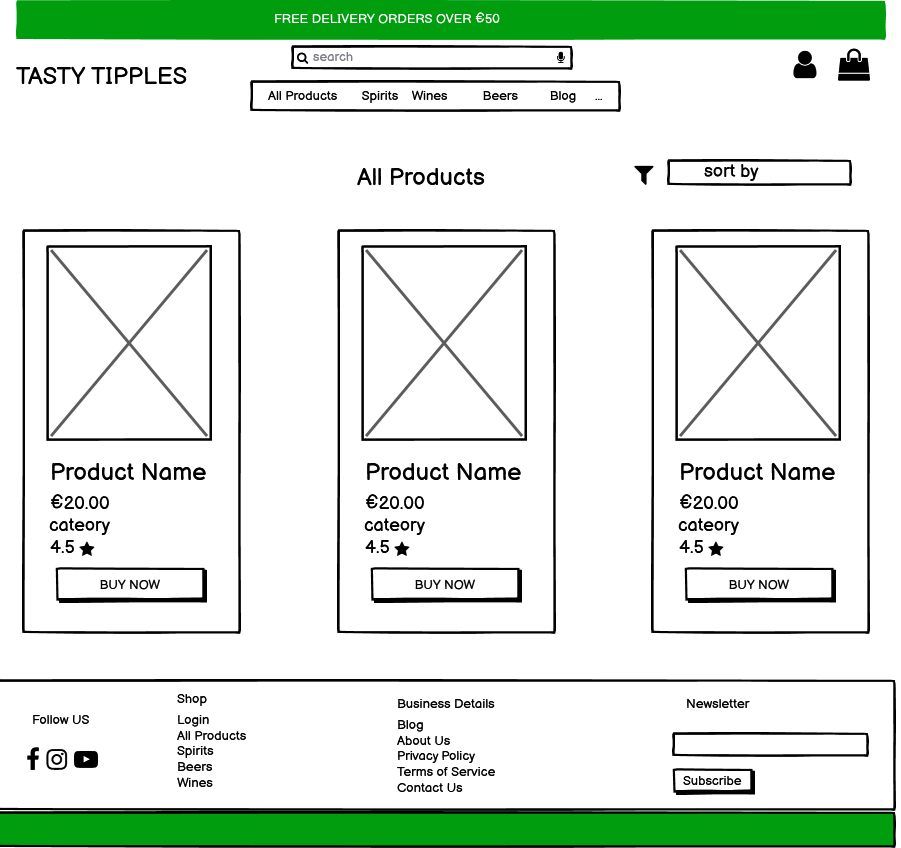 FREE DELIVERY ORDERS OVER €50
search
TASTY TIPPLES
All Products Spirits Wines Beers Blog ...
All Products
sort by
Product Name
€20.00
cateory
4.5
BUY NOW
Product Name
€20.00
cateory
4.5
BUY NOW
Product Name
€20.00
cateory
4.5
BUY NOW
Follow US
Shop
Login
All Products
Spirits
Beers
Wines
Business Details
Blog
About Us
Privacy Policy
Terms of Service
Contact Us
Newsletter
Subscribe